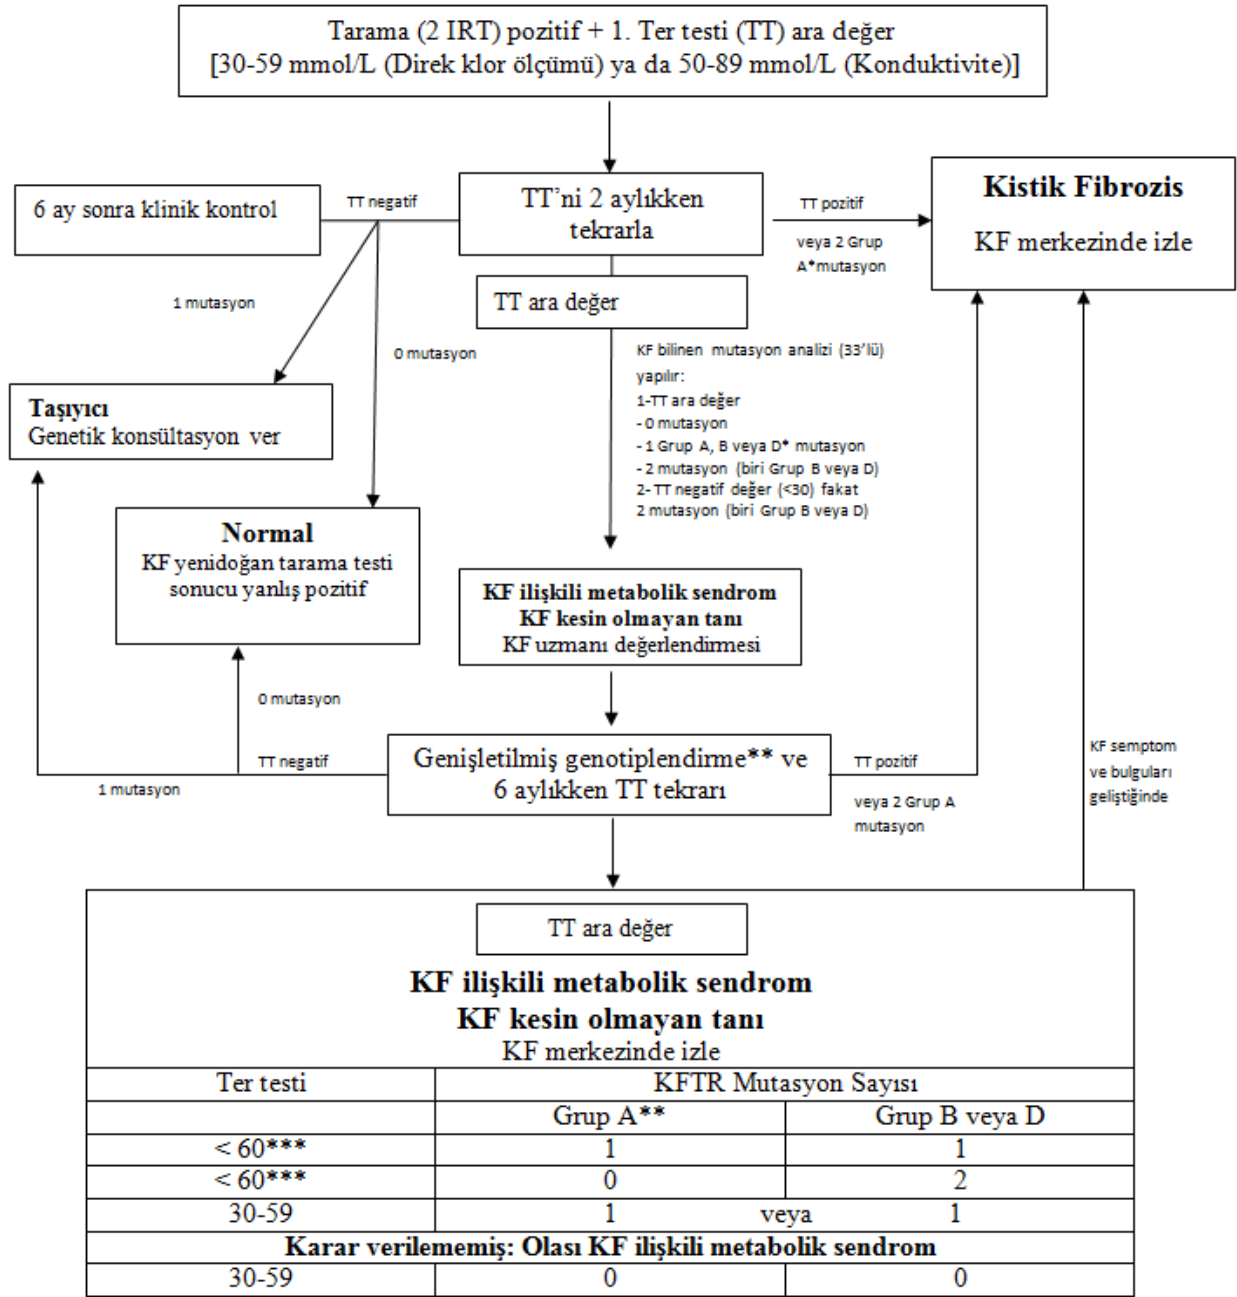 Tarama (2 IRT) pozitif + 1. Ter testi (TT) ara değer
[30-59 mmol/L (Direk klor ölçümü) ya da 50-89 mmol/L (Konduktivite)]
6 ay sonra klinik kontrol
TT negatif
TT’ni 2 aylıkken
tekrarla
TT pozitif
veya 2 Grup
A*mutasyon
Kistik Fibrozis
KF merkezinde izle
TT ara değer
1 mutasyon
0 mutasyon
KF bilinen mutasyon analizi (33’lü)
yapılır:
1-TT ara değer
- 0 mutasyon
- 1 Grup A, B veya D* mutasyon
- 2 mutasyon (biri Grup B veya D)
2- TT negatif değer (<30) fakat
2 mutasyon (biri Grup B veya D)
Taşıyıcı
Genetik konsültasyon ver
Normal
KF yenidoğan tarama testi
sonucu yanlış pozitif
KF ilişkili metabolik sendrom
KF kesin olmayan tanı
KF uzmanı değerlendirmesi
0 mutasyon
TT negatif
1 mutasyon
Genişletilmiş genotiplendirme** ve
6 aylıkken TT tekrarı
TT pozitif
veya 2 Grup A
mutasyon
KF semptom
ve bulguları
geliştiğinde
TT ara değer
KF ilişkili metabolik sendrom
KF kesin olmayan tanı
KF merkezinde izle
Ter testi KFTR Mutasyon Sayısı
Grup A** Grup B veya D
< 60*** 1 1
< 60*** 0 2
30-59 1 veya 1
Karar verilememiş: Olası KF ilişkili metabolik sendrom
30-59 0 0